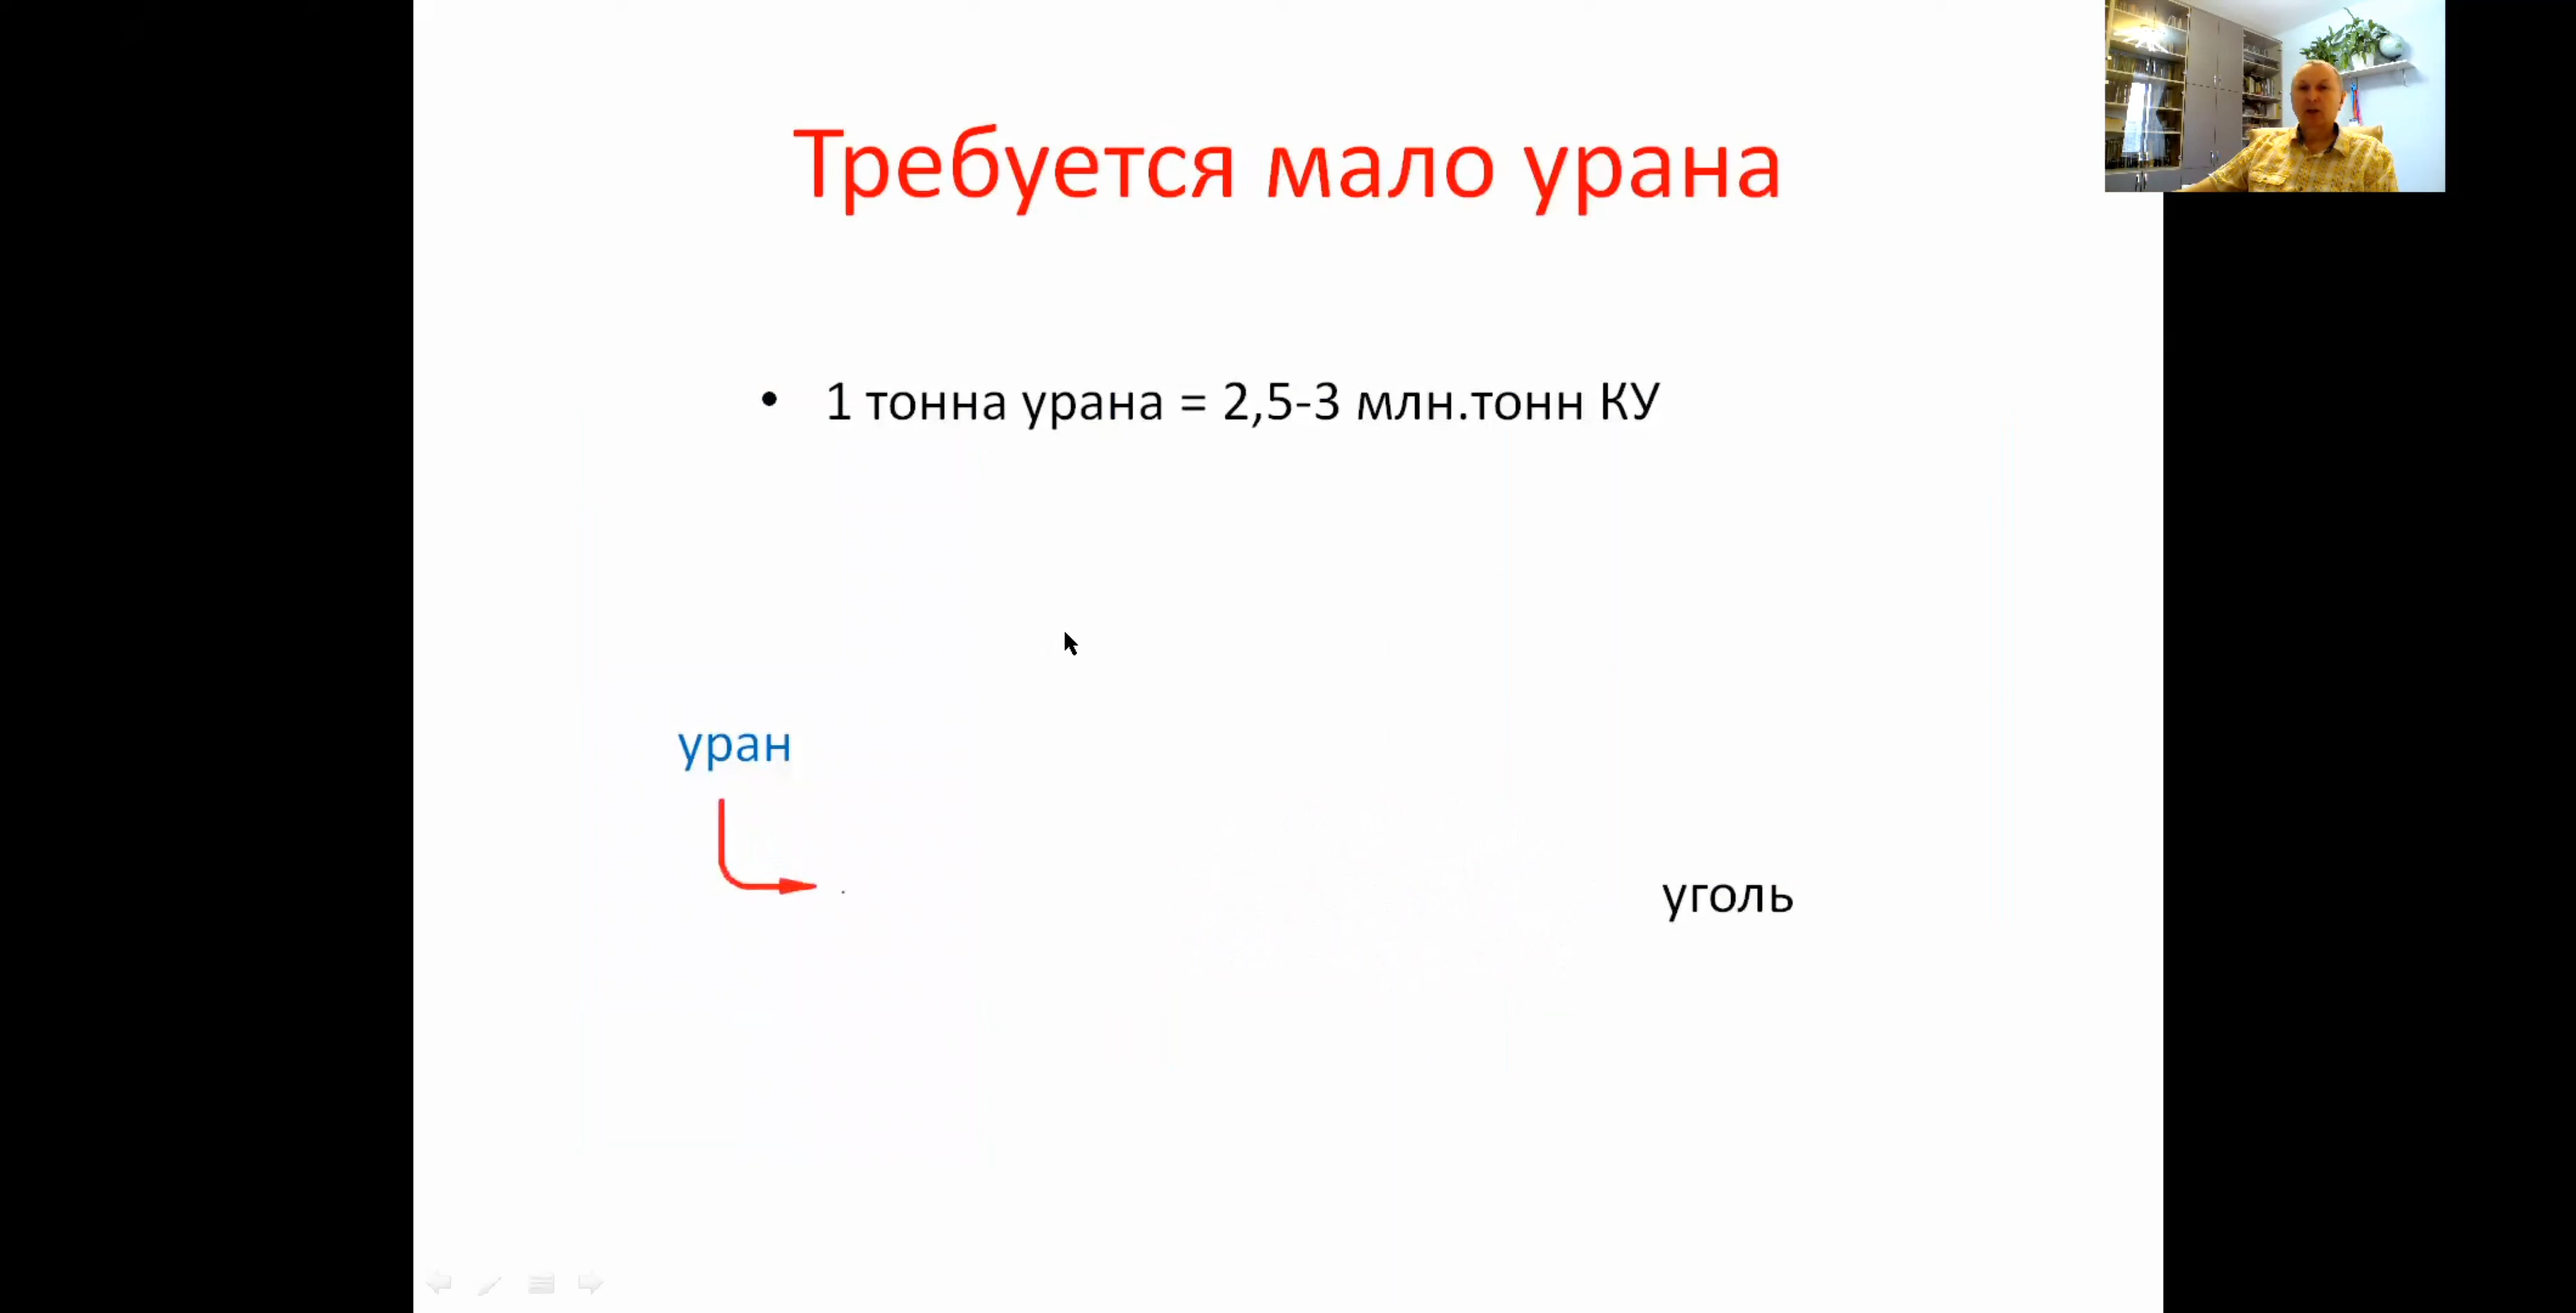 Требуется мало урана
• 1 тонна урана = 2,5-3 млн.тонн КУ
уран
уголь